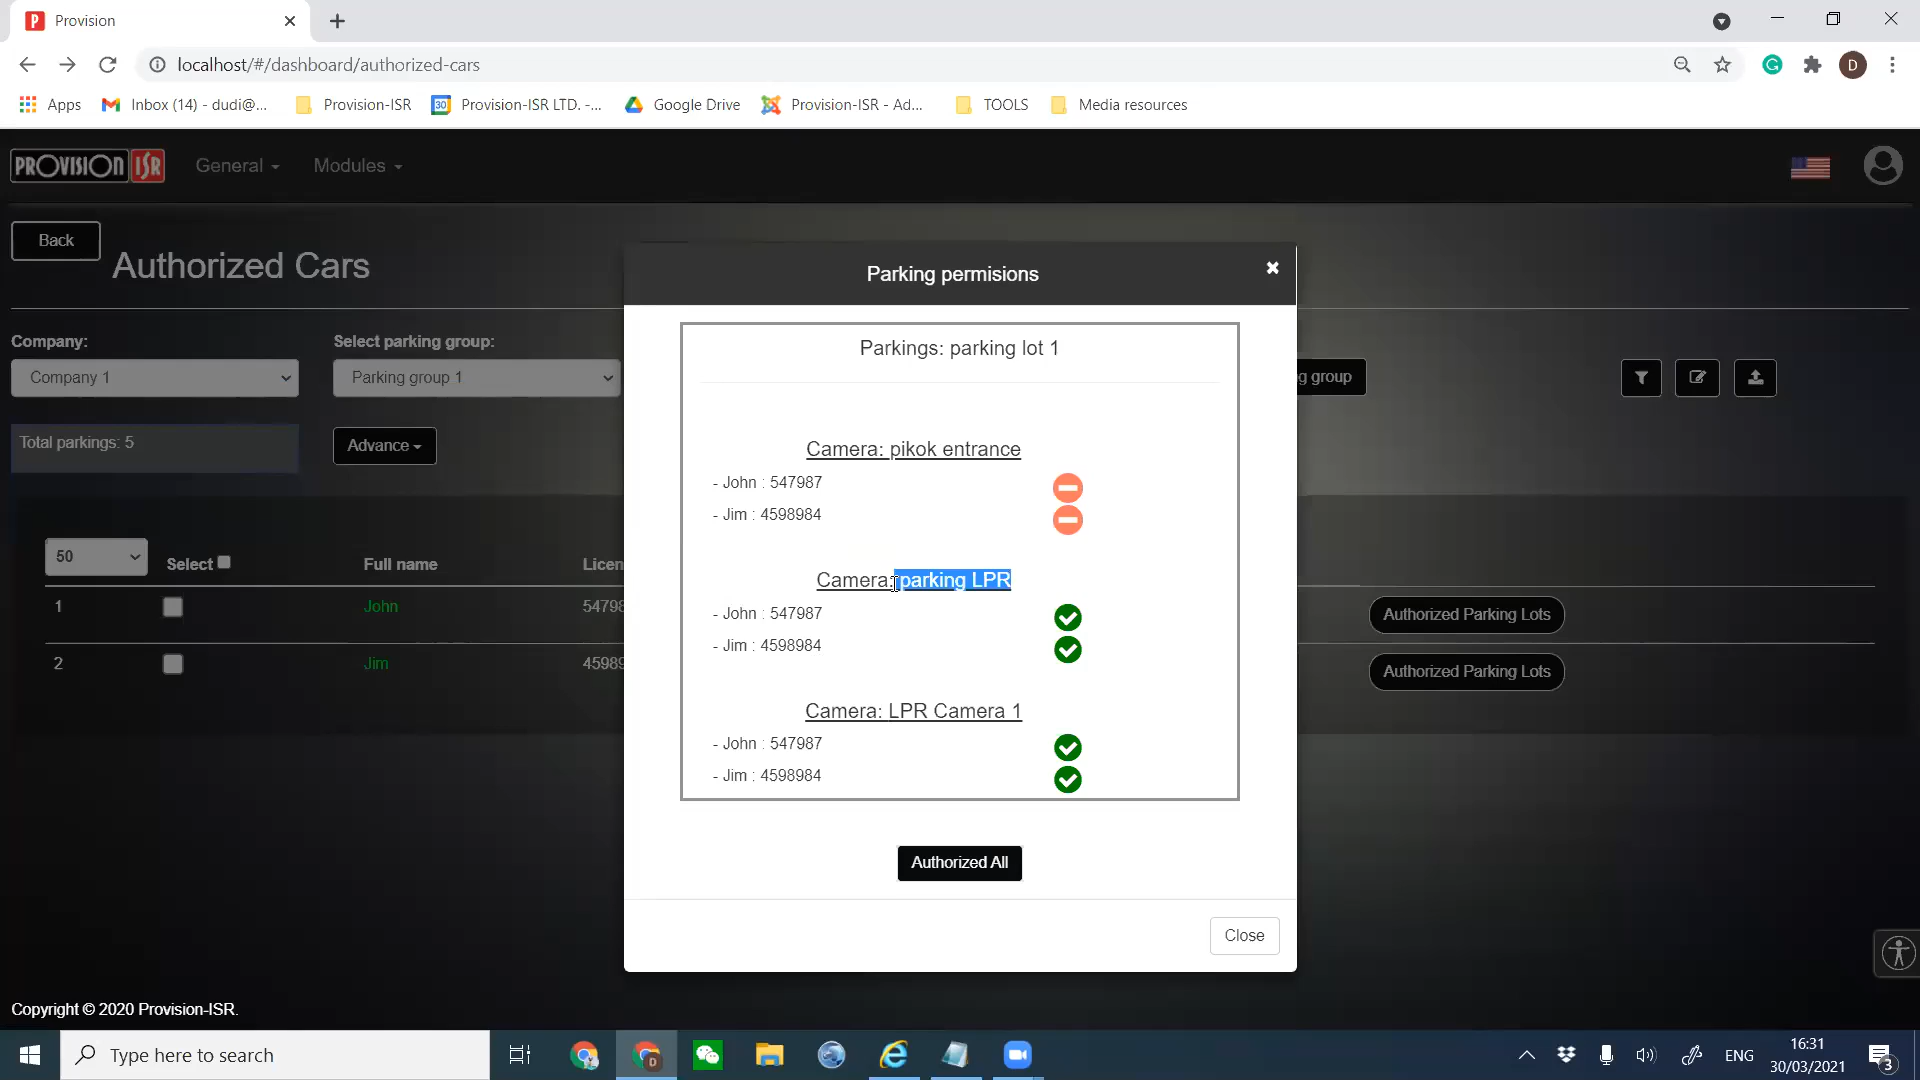 Provision
localhost/#/dashboard/authorized-cars
D
Apps
Inbox (14) - dudi@...
Provision-ISR
30
Provision-ISR LTD. -...
Google Drive
Provision-ISR - Ad...
TOOLS
Media resources
PROVISION ISR
General
Modules
Back
Authorized Cars
Parking permisions
Company:
Select parking group:
Company 1
Parking group 1
g group
Total parkings: 5
Advance
Parkings: parking lot 1
Camera: pikok entrance
- John : 547987
- Jim : 4598984
Camera: parking LPR
- John : 547987
- Jim : 4598984
Camera: LPR Camera 1
- John : 547987
- Jim : 4598984
50
Select
Full name
Licen
1
John
54798
Authorized Parking Lots
2
Jim
45989
Authorized Parking Lots
Authorized All
Close
Copyright © 2020 Provision-ISR.
Type here to search
D
ENG
16:31
30/03/2021
3